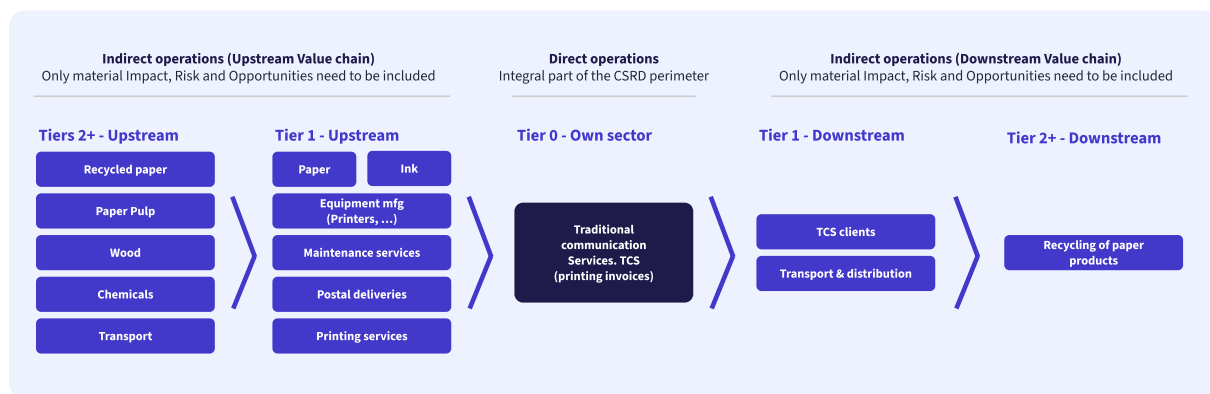 Indirect operations (Upstream Value chain)
Only material Impact, Risk and Opportunities need to be included
Direct operations
Integral part of the CSRD perimeter
Indirect operations (Downstream Value chain)
Only material Impact, Risk and Opportunities need to be included
Tiers 2+ - Upstream
Recycled paper
Paper Pulp
Wood
Chemicals
Transport
Tier 1 - Upstream
Paper
Ink
Equipment mfg
(Printers, ...)
Maintenance services
Postal deliveries
Printing services
Tier 0 - Own sector
Traditional
communication
Services. TCS
(printing invoices)
Tier 1 - Downstream
TCS clients
Transport & distribution
Tier 2+ - Downstream
Recycling of paper
products